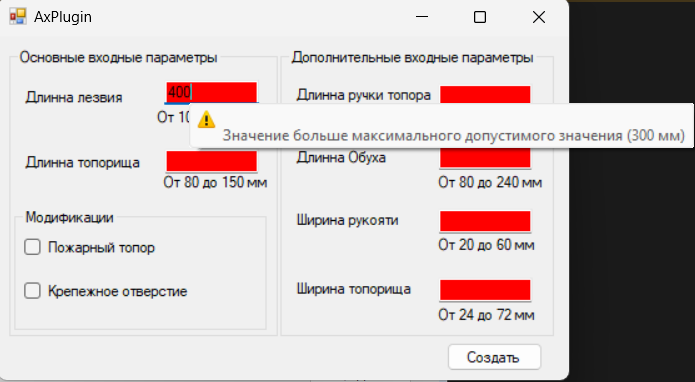 AxPlugin
Основные входные параметры
Длинна лезвия
400
От 10
Длинна топорища
От 80 до 150 мм
Модификации
Пожарный топор
Крепежное отверстие
Дополнительные входные параметры
Длинна ручки топора
Значение больше максимального допустимого значения (300 мм)
Длинна Обуха
От 80 до 240 мм
Ширина рукояти
От 20 до 60 мм
Ширина топорища
От 24 до 72 мм
Создать